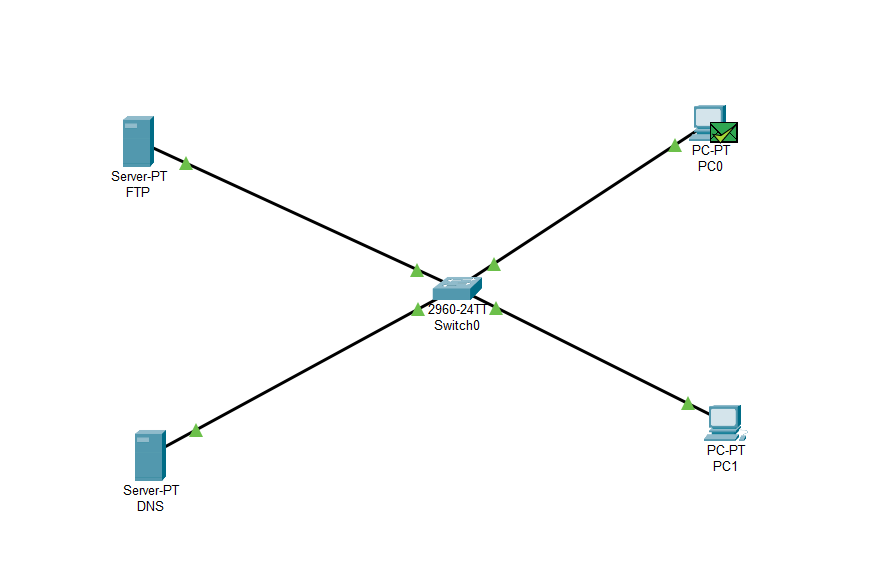 Server-PT
FTP
PC-PT
PC0
2960-24TT
Switch0
Server-PT
DNS
PC-PT
PC1